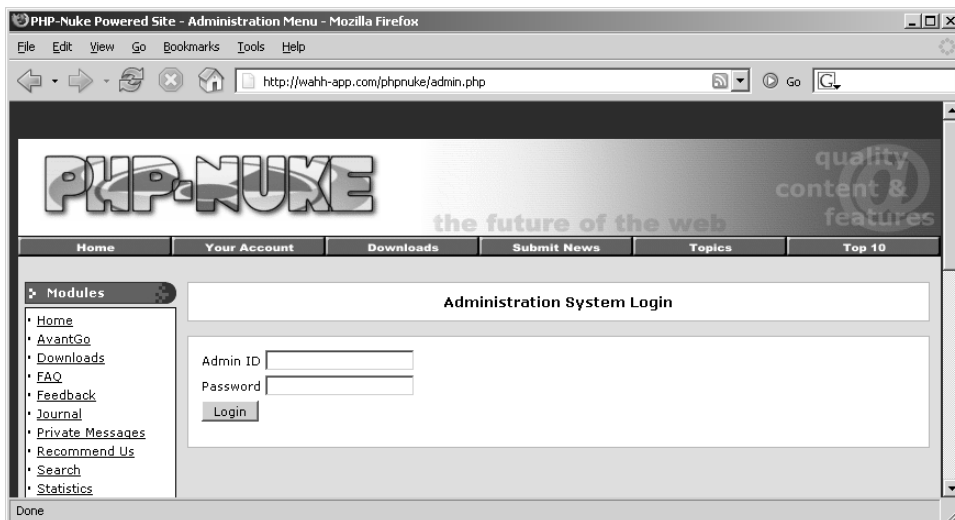 PHP-Nuke Powered Site - Administration Menu - Mozilla Firefox
File Edit View Go Bookmarks Tools Help
http://wahh-app.com/phpnuke/admin.php Go G
PHP-NUKE
quality
content &
features
@
the future of the web
Home Your Account Downloads Submit News Topics Top 10
Modules
Home
AvantGo
Downloads
FAQ
Feedback
Journal
Private Messages
Recommend Us
Search
Statistics
Administration System Login
Admin ID
Password
Login
Done